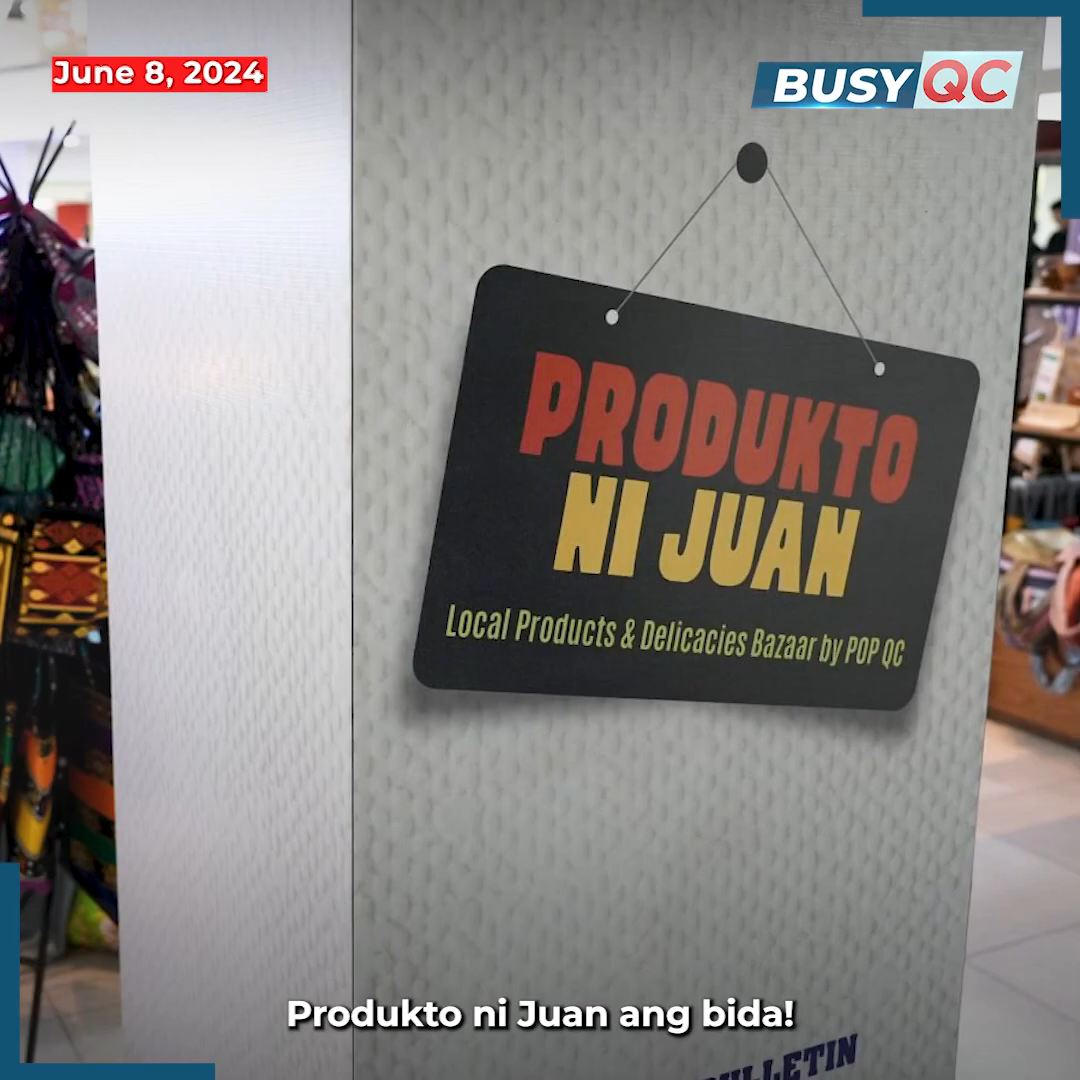 June 8, 2024
BUSY QC
PRODUKTO
NI JUAN
Local Products & Delicacies Bazaar by POP QC
Produkto ni Juan ang bida!